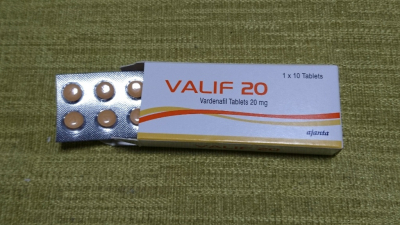 1 x 10 Tablets
VALIF 20
Vardenafil Tablets 20 mg
ajanta